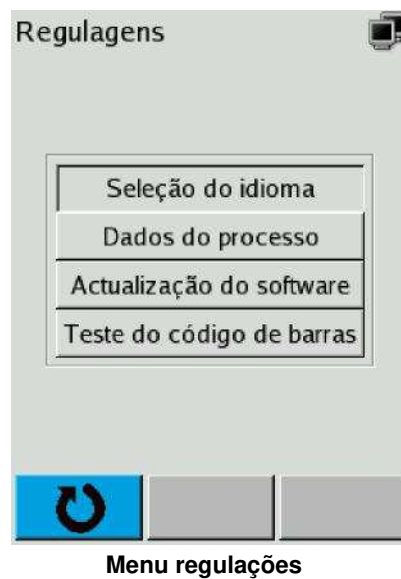 Regulagens
Seleção do idioma
Dados do processo
Actualização do software
Teste do código de barras
Menu regulações